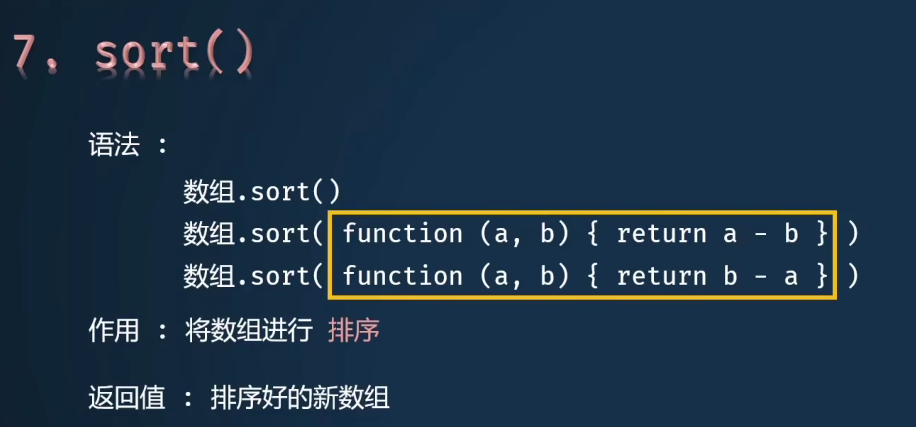 7. sort()
语法 :
数组.sort()
数组.sort( function (a, b) { return a - b } )
数组.sort( function (a, b) { return b - a } )
作用 : 将数组进行 排序
返回值 : 排序好的新数组